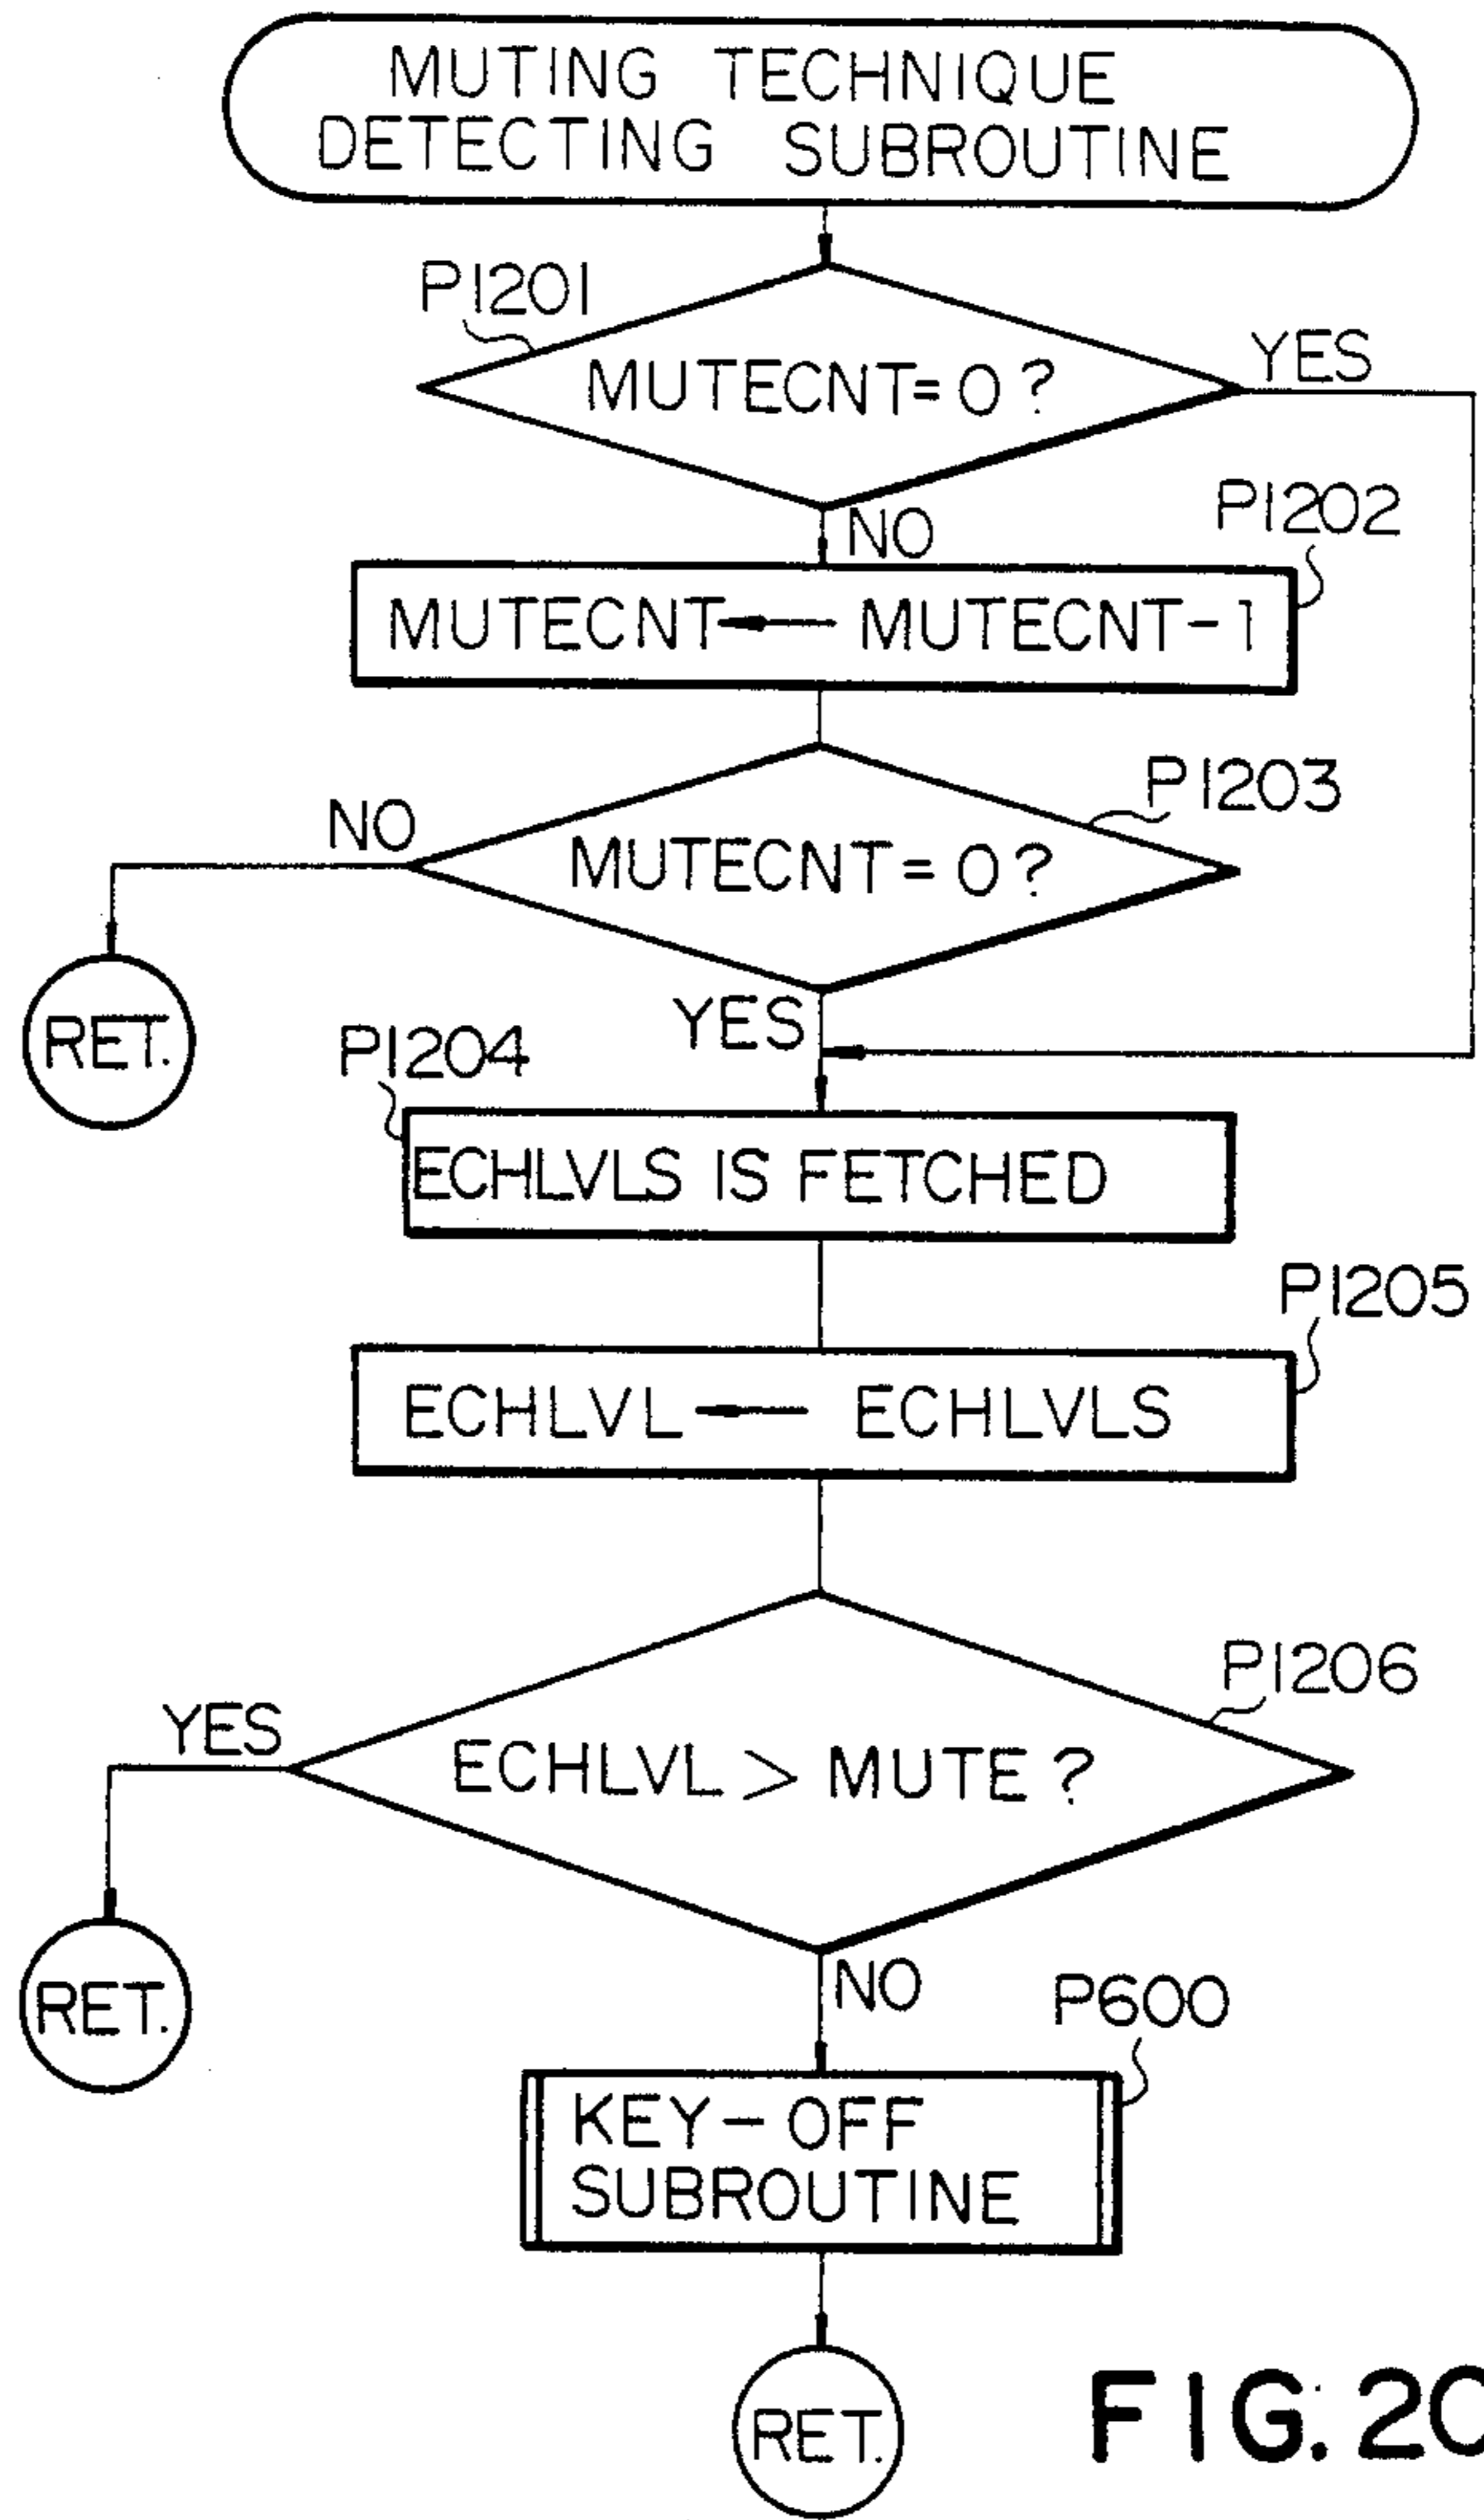 MUTING TECHNIQUE
DETECTING SUBROUTINE
P1201
MUTECNT=0?
YES
NO
P1202
MUTECNT ← MUTECNT-1
P1203
MUTECNT=0?
NO
RET.
YES
P1204
ECHLVLS IS FETCHED
P1205
ECHLVL ← ECHLVLS
P1206
ECHLVL > MUTE?
YES
RET.
NO
P600
KEY-OFF
SUBROUTINE
RET.
FIG. 20